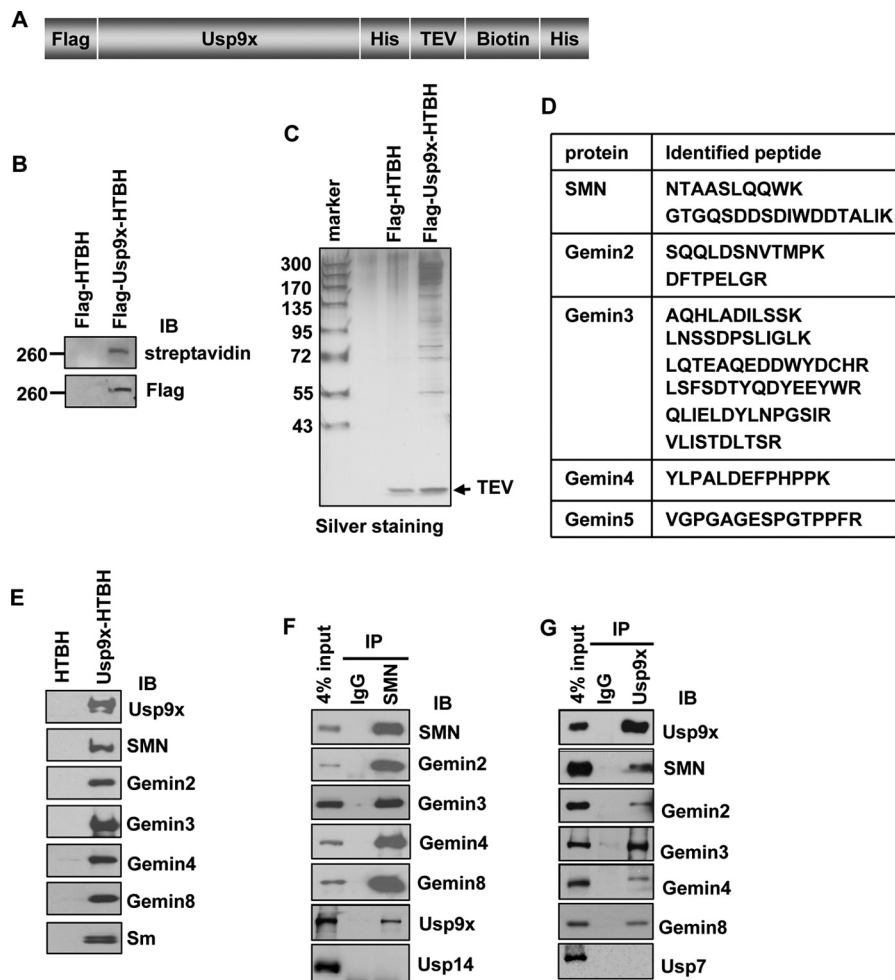 A
Flag Usp9x His TEV Biotin His
B
Flag-HTBH
Flag-Usp9x-HTBH
IB
260 streptavidin
260 Flag
C
marker
Flag-HTBH
Flag-Usp9x-HTBH
300
170
135
95
72
55
43
TEV
Silver staining
D
protein Identified peptide
SMN NTAASLQQWK
GTGQSDDSDIWDDTALIK
Gemin2 SQQLDSNVTMPK
DFTPELGR
Gemin3 AQHLADILSSK
LNSSDPSLIGLK
LQTEAQEDDWYDCHR
LSFSDTYQDYEEYWR
QLIELDYLNPGSIR
VLISTDLTSR
Gemin4 YLPALDEFPHPPK
Gemin5 VGPGAGESPGTPPFR
E
HTBH
Usp9x-HTBH
IB
Usp9x
SMN
Gemin2
Gemin3
Gemin4
Gemin8
Sm
F
4% input
IP
IgG
SMN
IB
SMN
Gemin2
Gemin3
Gemin4
Gemin8
Usp9x
Usp14
G
4% input
IP
IgG
Usp9x
IB
Usp9x
SMN
Gemin2
Gemin3
Gemin4
Gemin8
Usp7